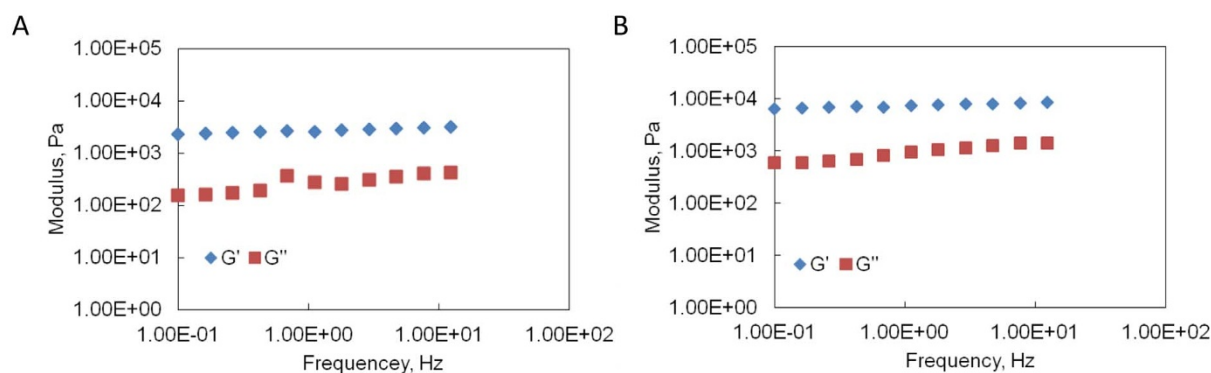 A
1.00E+05
1.00E+04
1.00E+03
1.00E+02
1.00E+01
1.00E+00
Modulus, Pa
G' G''
1.00E-01 1.00E+00 1.00E+01 1.00E+02
Frequencey, Hz
B
1.00E+05
1.00E+04
1.00E+03
1.00E+02
1.00E+01
1.00E+00
Modulus, Pa
G' G''
1.00E-01 1.00E+00 1.00E+01 1.00E+02
Frequency, Hz